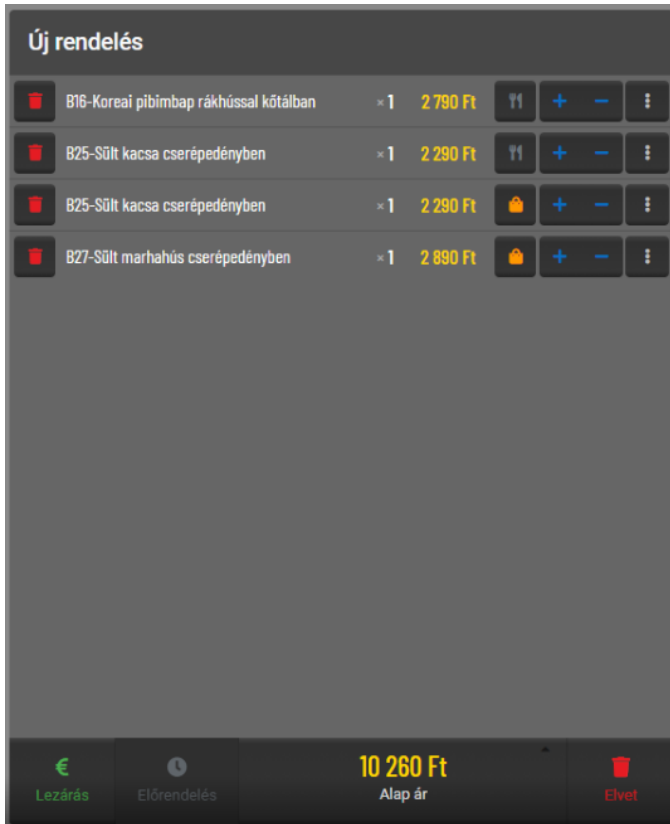 Új rendelés
B16-Koreai pibimbap rákhússal kőtálban × 1 2 790 Ft
B25-Sült kacsa cserépedényben × 1 2 290 Ft
B25-Sült kacsa cserépedényben × 1 2 290 Ft
B27-Sült marhahús cserépedényben × 1 2 890 Ft
€ 10 260 Ft
Lezárás Előrendelés Alap ár Elvet